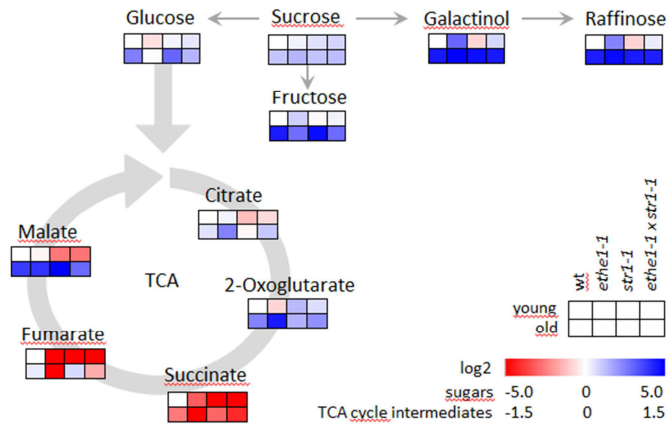 Glucose Sucrose Galactinol Raffinose
Fructose
Citrate
Malate
TCA
2-Oxoglutarate
Fumarate
Succinate
wt
ethe1-1
str1-1
ethe1-1 x str1-1
young
old
log2
sugars -5.0 0 5.0
TCA cycle intermediates -1.5 0 1.5